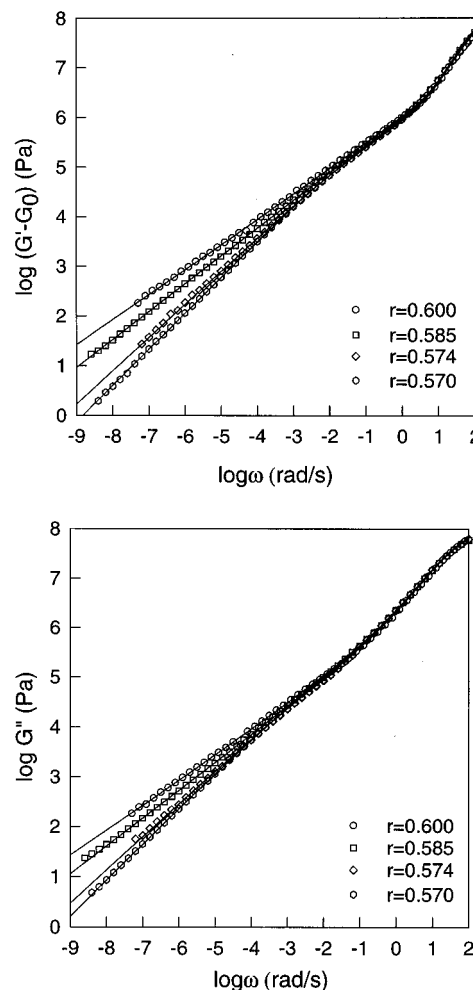 8
7
6
5
4
3
2
1
0
log (G'-G0) (Pa)
r=0.600
r=0.585
r=0.574
r=0.570
-9 -8 -7 -6 -5 -4 -3 -2 -1 0 1 2
logω (rad/s)
8
7
6
5
4
3
2
1
0
log G" (Pa)
r=0.600
r=0.585
r=0.574
r=0.570
-9 -8 -7 -6 -5 -4 -3 -2 -1 0 1 2
logω (rad/s)